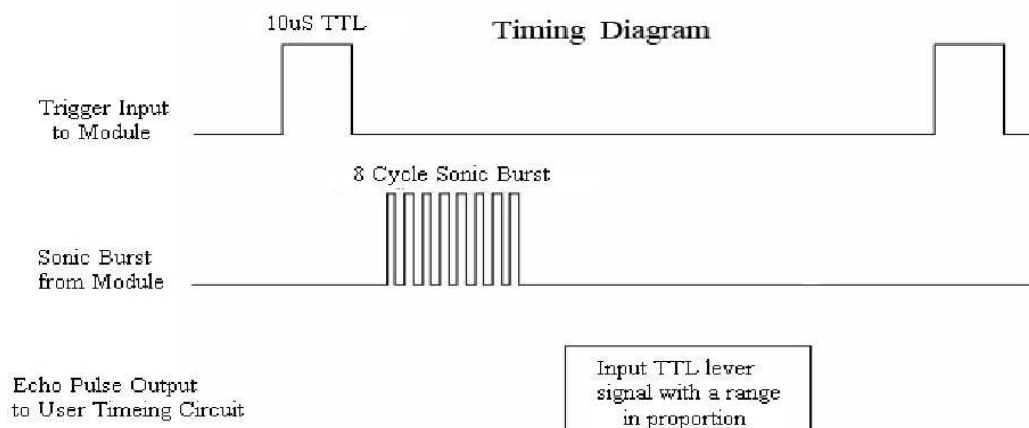 10uS TTL
Timing Diagram
Trigger Input
to Module
8 Cycle Sonic Burst
Sonic Burst
from Module
Echo Pulse Output
to User Timeing Circuit
Input TTL lever
signal with a range
in proportion